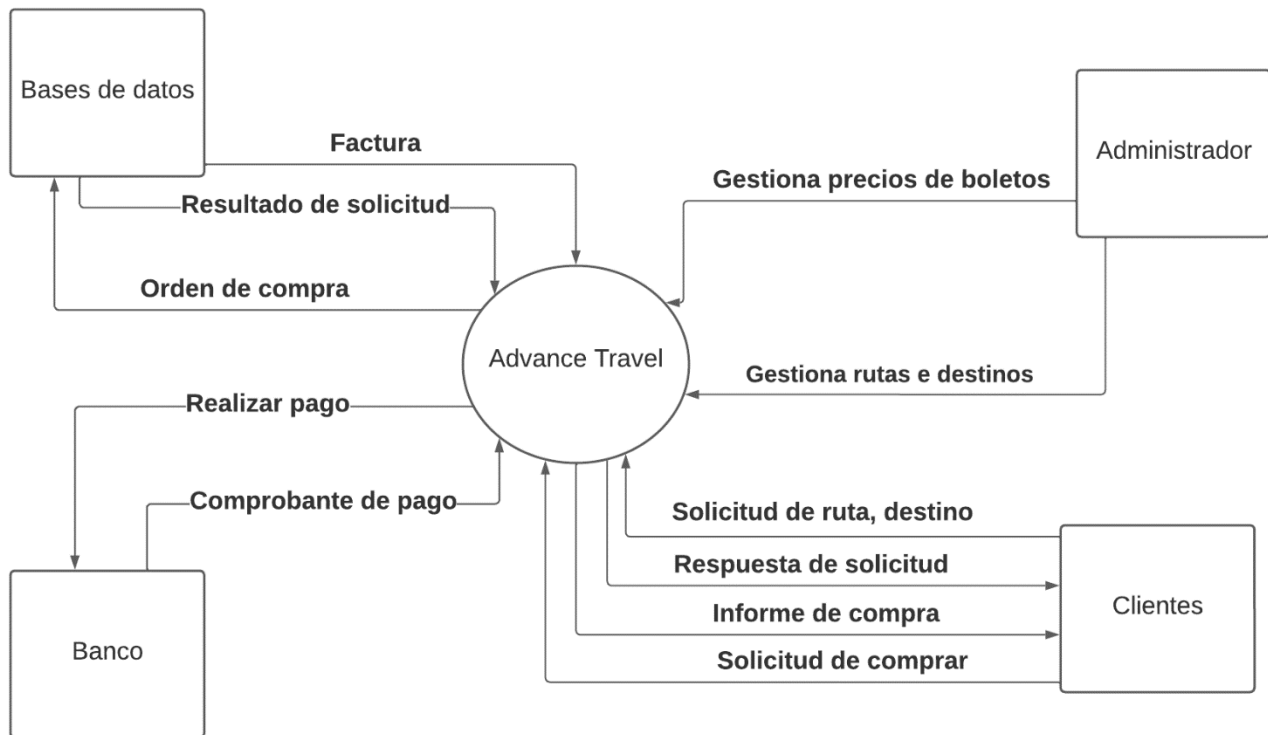 Bases de datos
Administrador
Factura
Gestiona precios de boletos
Resultado de solicitud
Orden de compra
Advance Travel
Gestiona rutas e destinos
Realizar pago
Comprobante de pago
Solicitud de ruta, destino
Respuesta de solicitud
Informe de compra
Solicitud de comprar
Clientes
Banco